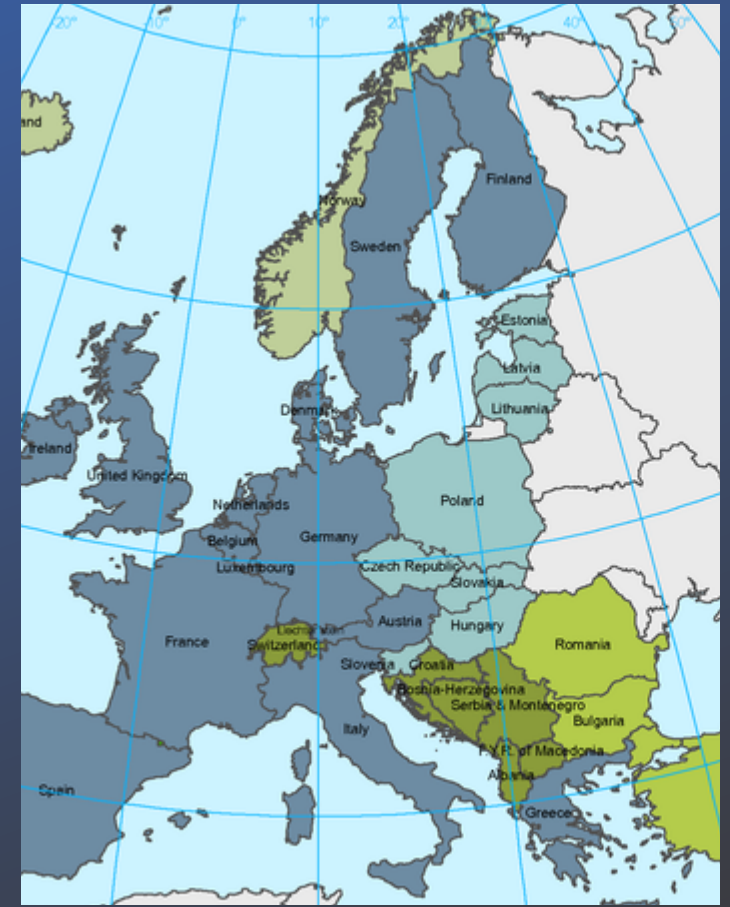 20°
10°
0°
10°
20°
40°
50°
and
Finland
Norway
Sweden
Estonia
Latvia
Denmark
Lithuania
Ireland
United Kingdom
Poland
Netherlands
Germany
Belgium
Czech Republic
Luxembourg
Slovakia
Austria
Hungary
Liechtenstein
France
Switzerland
Romania
Slovenia
Croatia
Bosnia-Herzegovina
Serbia & Montenegro
Bulgaria
Italy
F.Y.R. of Macedonia
Albania
Spain
Greece